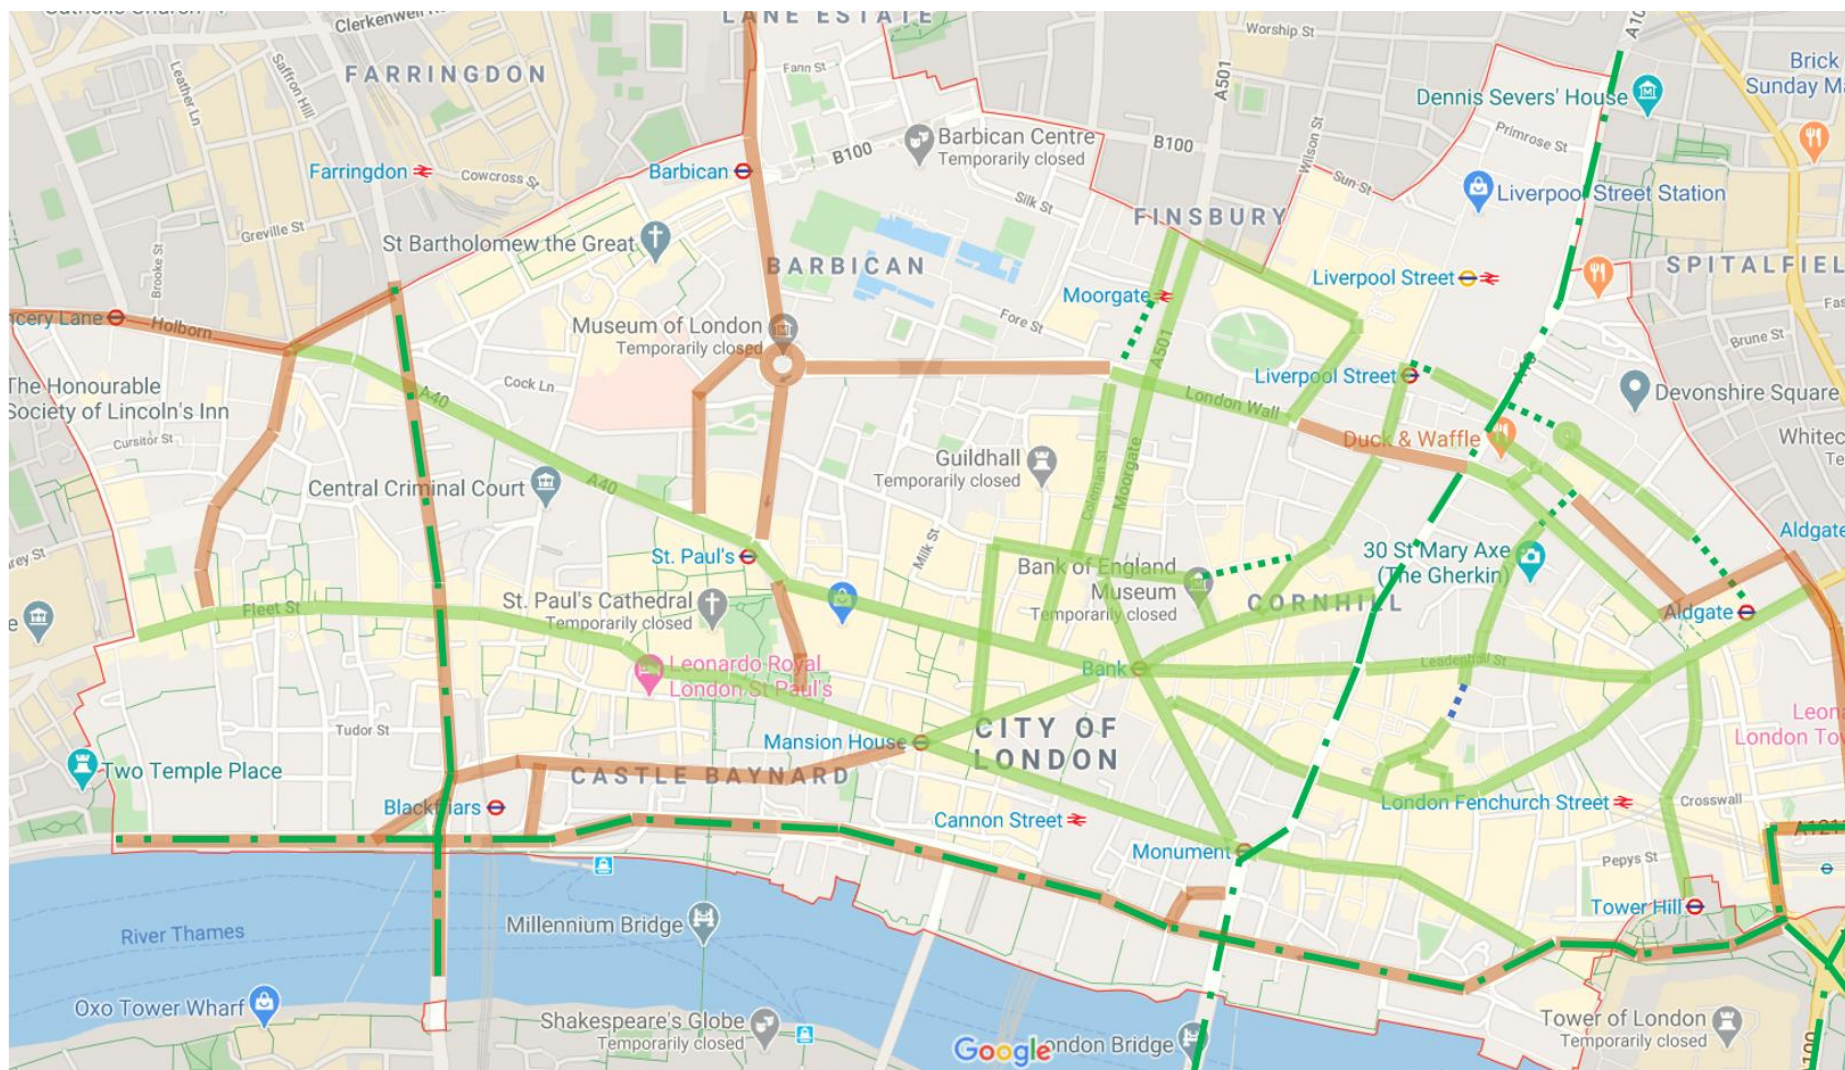 Clerkenwell
LANE ESTATE
A501
Worship St
Brick
Sunday
FARRINGDON
Leather Ln
Saffron Hill
Fann St
Dennis Severs' House
Primrose St
Wilson St
Barbican Centre
Temporarily closed
B100
B100
Farringdon
Cowcross St
Barbican
Silk St
Sun St
Liverpool Street Station
FINSBURY
Greville St
St Bartholomew the Great
BARBICAN
Brooke St
Liverpool Street
SPITALFIEL
Moorgate
Holborn
ncery Lane
Museum of London
Temporarily closed
Fore St
A501
Brune St
The Honourable
Society of Lincoln's Inn
A40
Cock Ln
Liverpool Street
Devonshire Square
London Wall
Cursitor St
Duck & Waffle
Whitec
Guildhall
Temporarily closed
Coleman St
Moorgate
Central Criminal Court
A40
Milk St
St. Paul's
Aldgate
30 St Mary Axe
(The Gherkin)
Bank of England
Museum
Temporarily closed
CORNHILL
Fleet St
St. Paul's Cathedral
Temporarily closed
Aldgate
Leonardo Royal
London St Paul's
Bank
Leadenhall St
CITY OF
LONDON
Tudor St
Mansion House
Leona
London Tow
Two Temple Place
CASTLE BAYNARD
Blackfriars
Cannon Street
London Fenchurch Street
Crosswall
Monument
Pepys St
Tower Hill
River Thames
Millennium Bridge
Oxo Tower Wharf
Shakespeare's Globe
Temporarily closed
Google
ondon Bridge
Tower of London
Temporarily closed